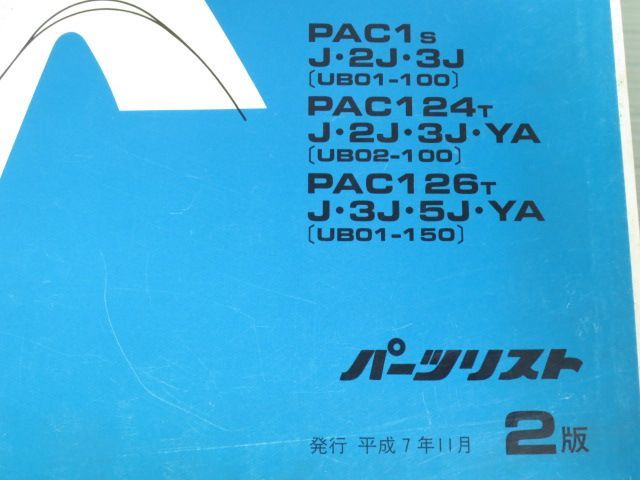 PAC1S
J・2J・3J
[UB01-100]
PAC124T
J・2J・3J・YA
[UB02-100]
PAC126T
J・3J・5J・YA
[UB01-150]
パーツリスト
発行 平成7年11月 2版